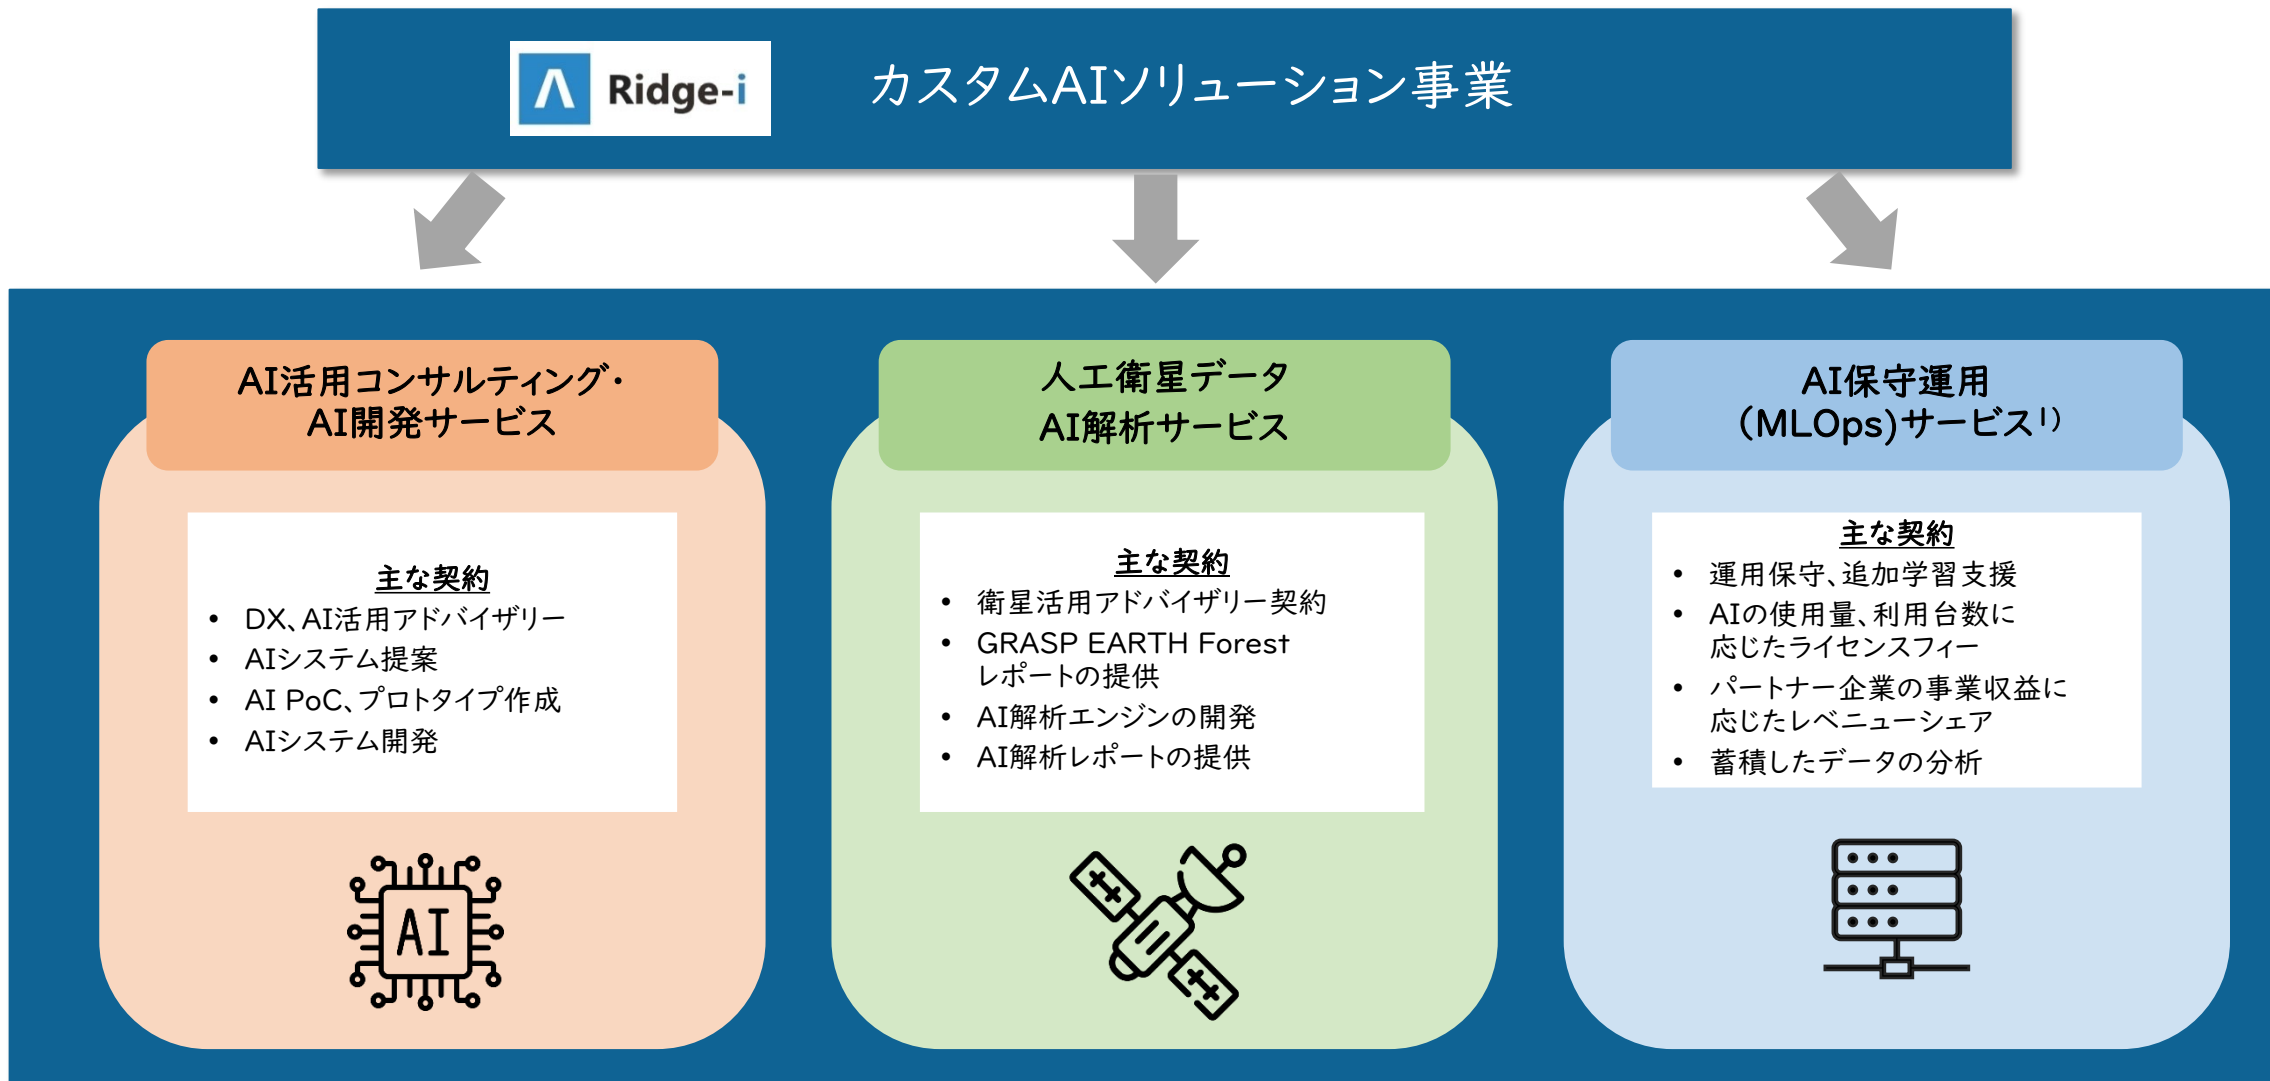 Ridge-i
カスタムAIソリューション事業
AI活用コンサルティング・
AI開発サービス
主な契約
• DX、AI活用アドバイザリー
• AIシステム提案
• AI PoC、プロトタイプ作成
• AIシステム開発
AI
人工衛星データ
AI解析サービス
主な契約
• 衛星活用アドバイザリー契約
• GRASP EARTH Forest
レポートの提供
• AI解析エンジンの開発
• AI解析レポートの提供
AI保守運用
(MLOps)サービス1)
主な契約
• 運用保守、追加学習支援
• AIの使用量、利用台数に
応じたライセンスフィー
• パートナー企業の事業収益に
応じたレベニューシェア
• 蓄積したデータの分析